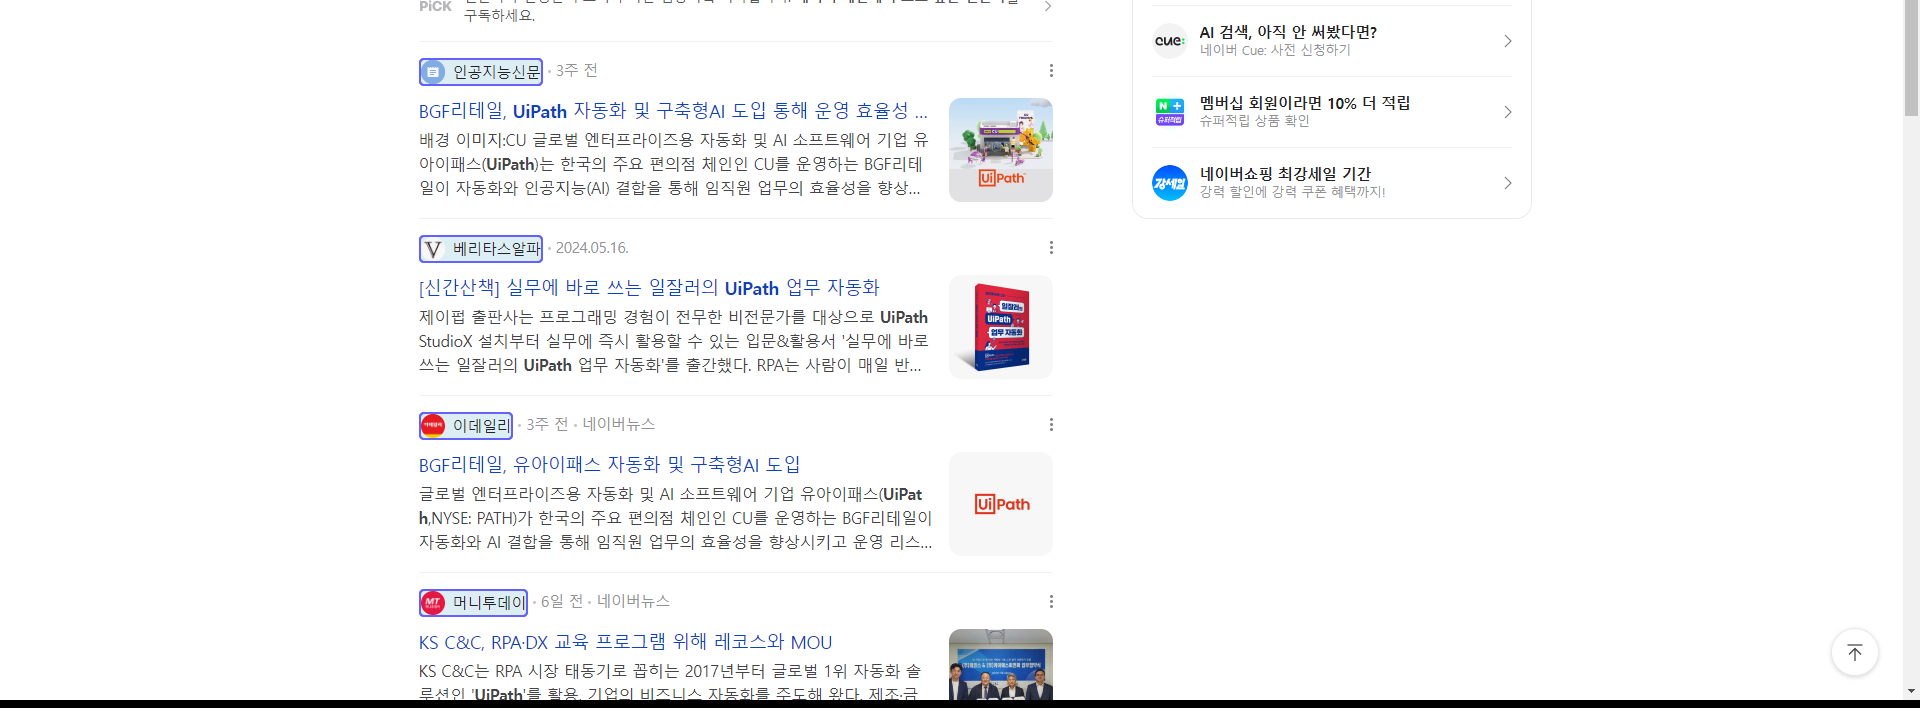 PiCK
구독하세요.
인공지능신문 · 3주 전
BGF리테일, UiPath 자동화 및 구축형AI 도입 통해 운영 효율성 ...
배경 이미지:CU 글로벌 엔터프라이즈용 자동화 및 AI 소프트웨어 기업 유
아이패스(UiPath)는 한국의 주요 편의점 체인인 CU를 운영하는 BGF리테
일이 자동화와 인공지능(AI) 결합을 통해 임직원 업무의 효율성을 향상...
UiPath
베리타스알파 · 2024.05.16.
[신간산책] 실무에 바로 쓰는 일잘러의 UiPath 업무 자동화
제이펍 출판사는 프로그래밍 경험이 전무한 비전문가를 대상으로 UiPath
StudioX 설치부터 실무에 즉시 활용할 수 있는 입문&활용서 '실무에 바로
쓰는 일잘러의 UiPath 업무 자동화'를 출간했다. RPA는 사람이 매일 반...
일잘러의
UiPath
업무 자동화
이데일리 · 3주 전 · 네이버뉴스
BGF리테일, 유아이패스 자동화 및 구축형AI 도입
글로벌 엔터프라이즈용 자동화 및 AI 소프트웨어 기업 유아이패스(UiPat
h,NYSE: PATH)가 한국의 주요 편의점 체인인 CU를 운영하는 BGF리테일이
자동화와 AI 결합을 통해 임직원 업무의 효율성을 향상시키고 운영 리스...
UiPath
MT
머니투데이 · 6일 전 · 네이버뉴스
KS C&C, RPA·DX 교육 프로그램 위해 레코스와 MOU
KS C&C는 RPA 시장 태동기로 꼽히는 2017년부터 글로벌 1위 자동화 솔
루션인 'UiPath'를 활용, 기업의 비즈니스 자동화를 주도해 왔다. 제조·금
cue:
AI 검색, 아직 안 써봤다면?
네이버 Cue: 사전 신청하기
N +
슈퍼적립
멤버십 회원이라면 10% 더 적립
슈퍼적립 상품 확인
강세일
네이버쇼핑 최강세일 기간
강력 할인에 강력 쿠폰 혜택까지!